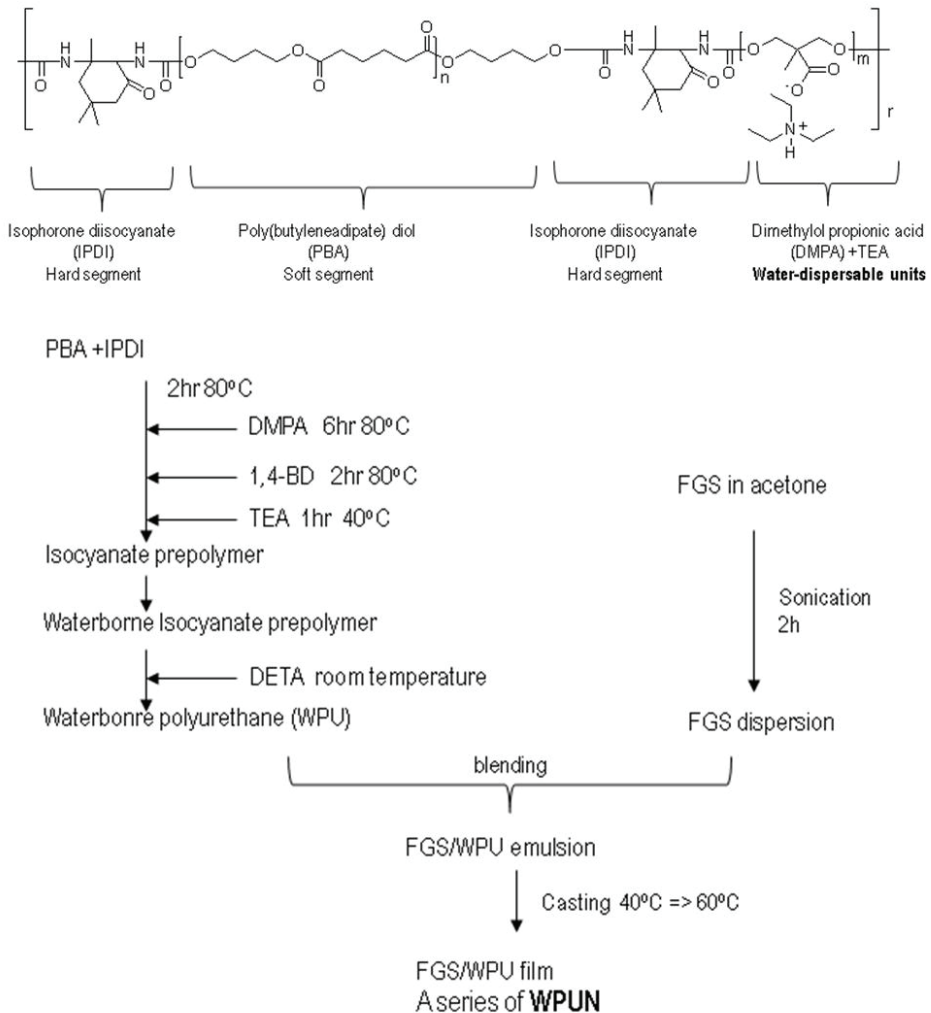 H N H N O O O O O O n O O O H N H N O O O O O m r
O O O O O O ·O N + H
Isophorone diisocyanate
(IPDI)
Hard segment
Poly(butyleneadipate) diol
(PBA)
Soft segment
Isophorone diisocyanate
(IPDI)
Hard segment
Dimethylol propionic acid
(DMPA) +TEA
Water-dispersable units
PBA +IPDI
2hr 80ºC
DMPA 6hr 80ºC
1,4-BD 2hr 80ºC
TEA 1hr 40ºC
Isocyanate prepolymer
Waterborne Isocyanate prepolymer
DETA room temperature
Waterbonre polyurethane (WPU)
FGS in acetone
Sonication
2h
FGS dispersion
blending
FGS/WPU emulsion
Casting 40ºC => 60ºC
FGS/WPU film
A series of WPUN